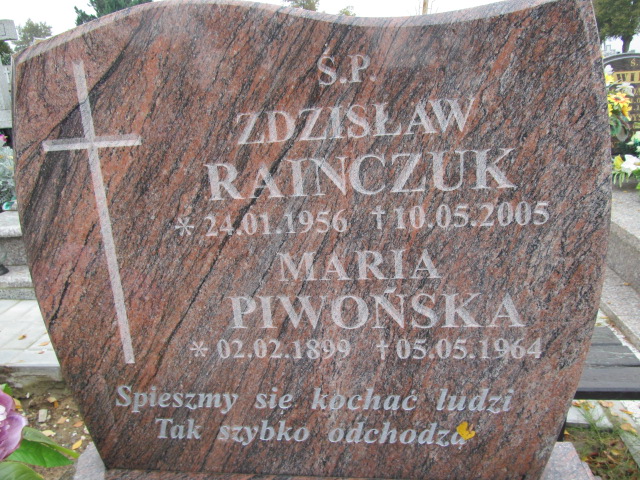 Ś.P.
ZDZISŁAW
RAINCZUK
* 24.01.1956 † 10.05.2005
MARIA
PIWOŃSKA
* 02.02.1899 † 05.05.1964
Spieszmy się kochać ludzi
Tak szybko odchodzą